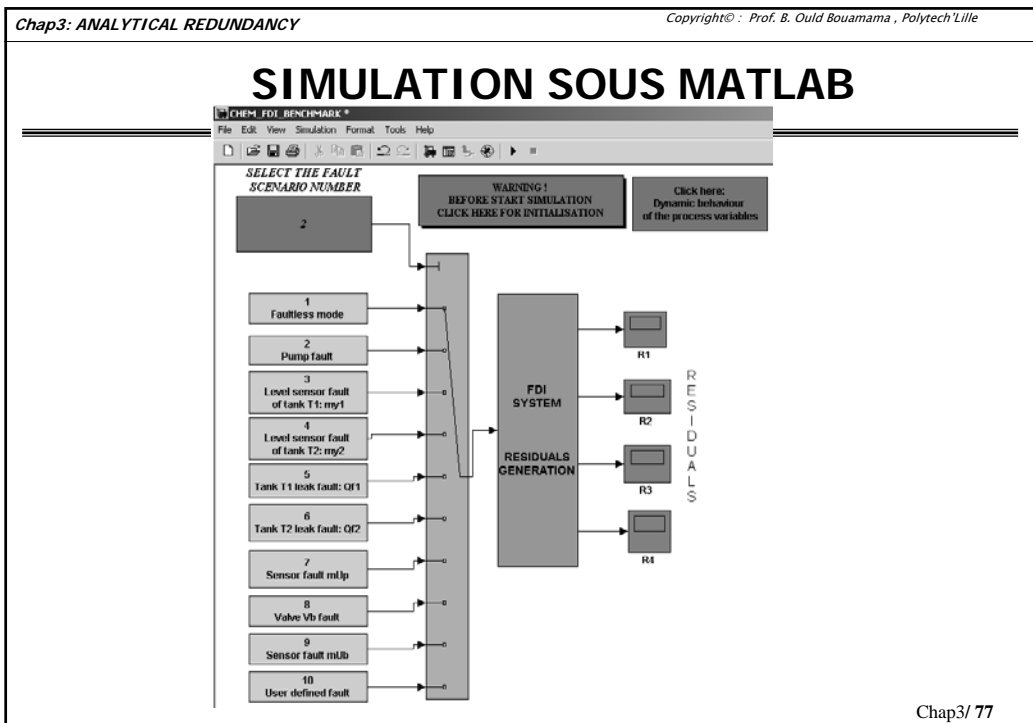 Chap3: ANALYTICAL REDUNDANCY
Copyright© : Prof. B. Ould Bouamama , Polytech'Lille
SIMULATION SOUS MATLAB
CHEM_FDI_BENCHMARK *
File Edit View Simulation Format Tools Help
SELECT THE FAULT
SCENARIO NUMBER
2
WARNING !
BEFORE START SIMULATION
CLICK HERE FOR INITIALISATION
Click here:
Dynamic behaviour
of the process variables
1
Faultless mode
2
Pump fault
3
Level sensor fault
of tank T1: my1
4
Level sensor fault
of tank T2: my2
5
Tank T1 leak fault: Qf1
6
Tank T2 leak fault: Qf2
7
Sensor fault mUp
8
Valve Vb fault
9
Sensor fault mUb
10
User defined fault
FDI
SYSTEM
RESIDUALS
GENERATION
R1
R2
R3
R4
RESIDUALS
Chap3/ 77